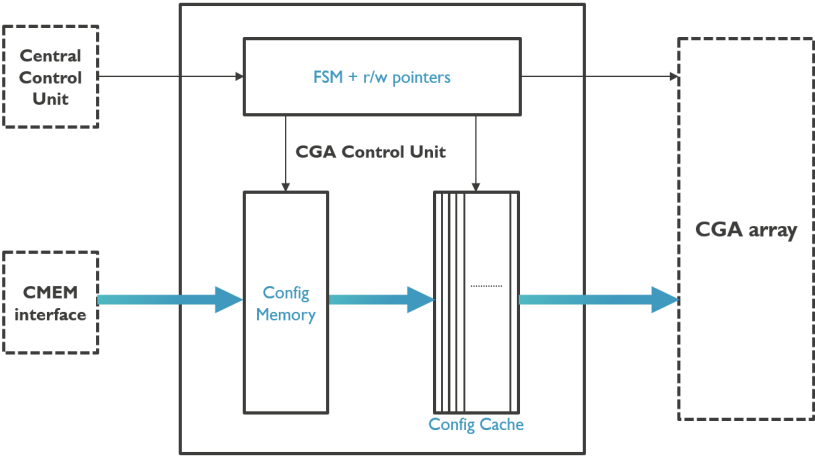 Central
Control
Unit
FSM + r/w pointers
CGA Control Unit
CGA array
CMEM
interface
Config
Memory
Config Cache